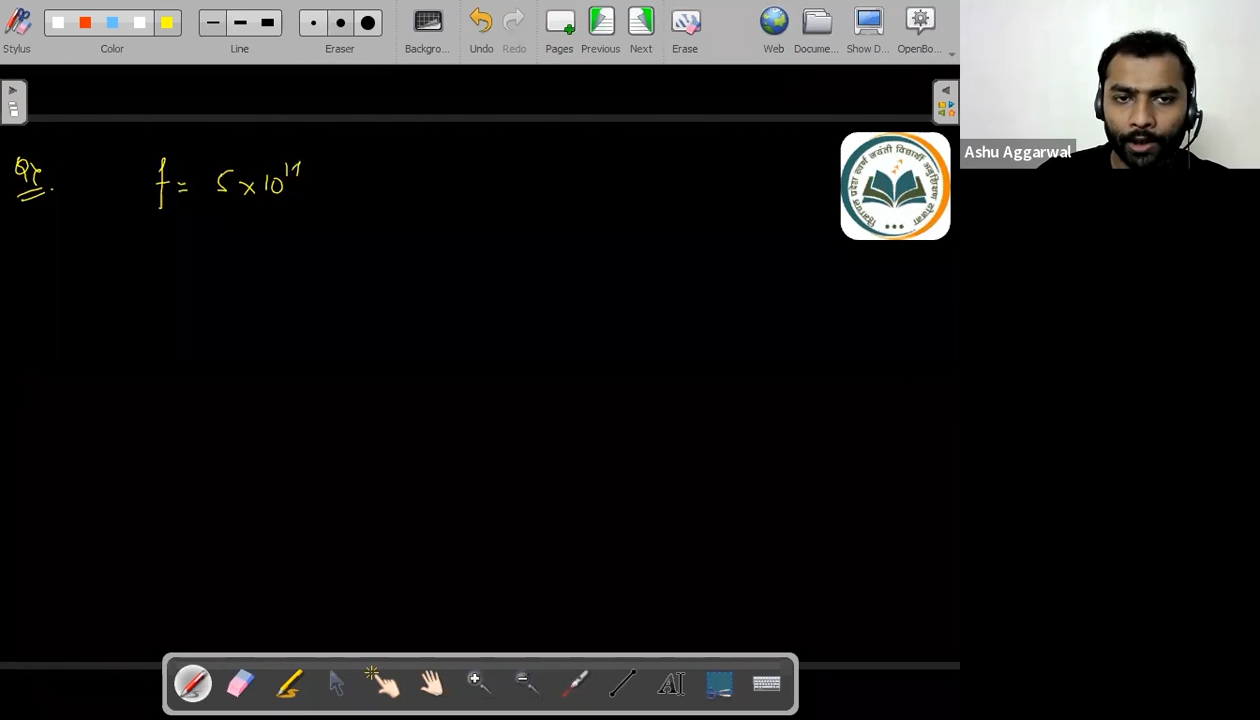 Stylus
Color
Line
Eraser
Backgro...
Undo
Redo
Pages
Previous
Next
Erase
Web
Docume...
Show D...
OpenBo...
Ashu Aggarwal
f = 5 × 10¹⁴